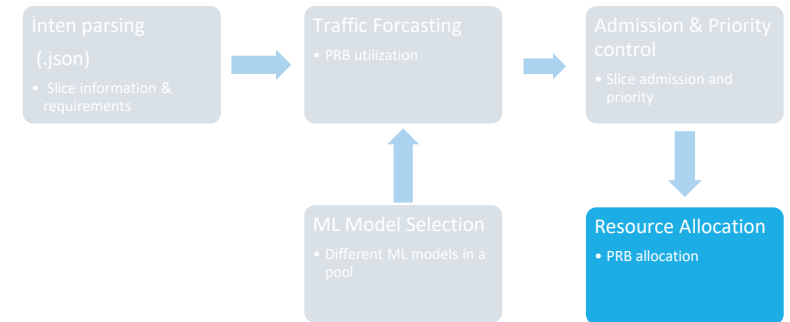 İnten parsing
(.json)
• Slice information &
requirements
Traffic Forcasting
• PRB utilization
Admission & Priority
control
• Slice admission and
priority
ML Model Selection
• Different ML models in a
pool
Resource Allocation
• PRB allocation